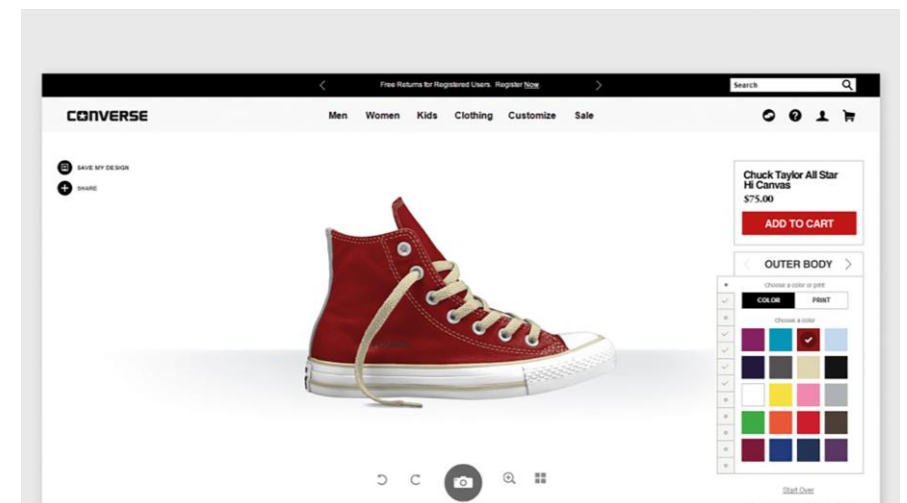 Free Returns for Registered Users. Register Now.
Search
CONVERSE
Men Women Kids Clothing Customize Sale
SAVE MY DESIGN
SHARE
Chuck Taylor All Star
Hi Canvas
$75.00
ADD TO CART
OUTER BODY
Choose a color or print
COLOR PRINT
Choose a color
Start Over